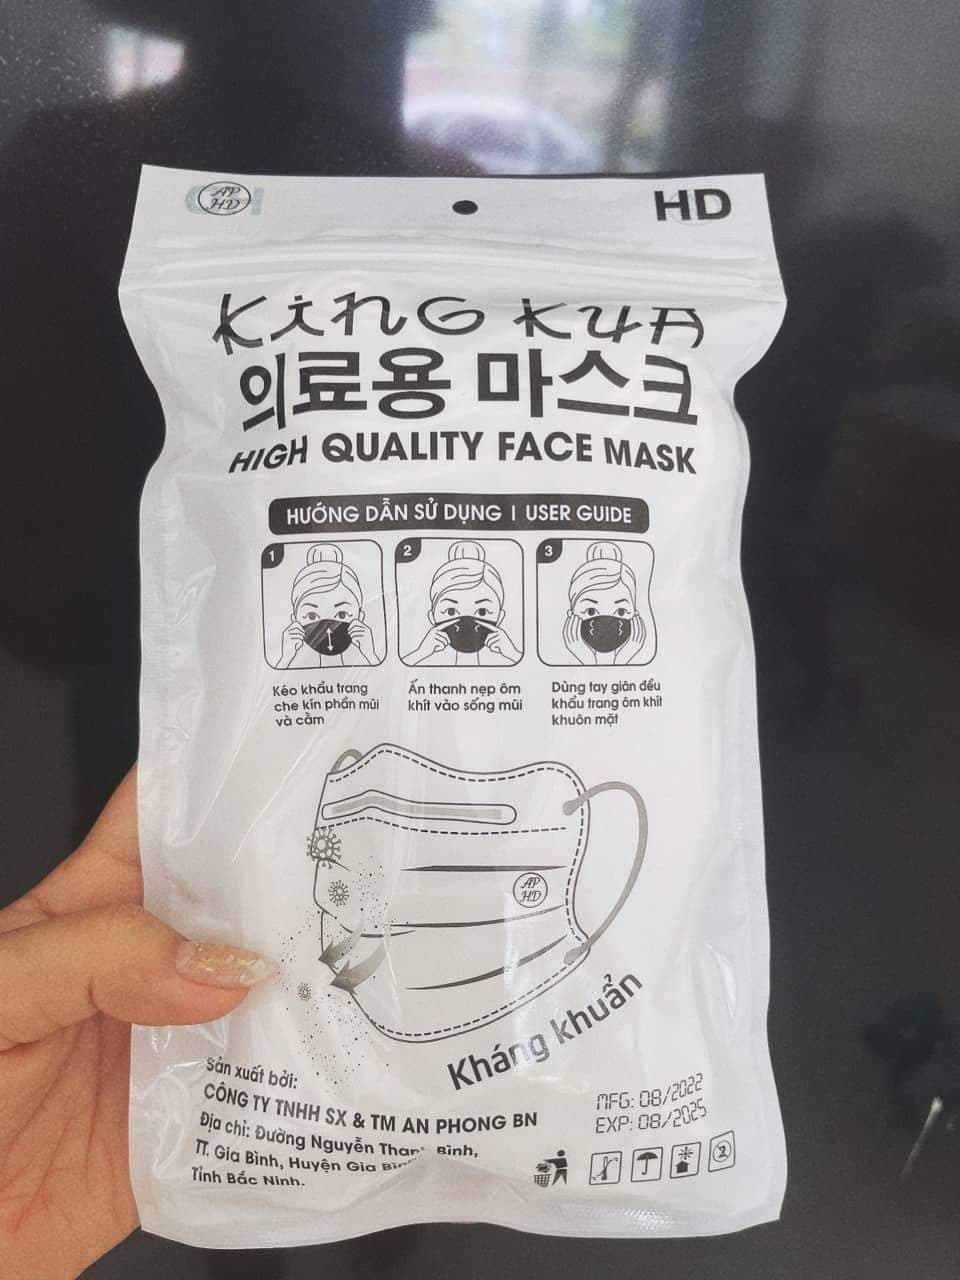 AP
HD
HD
KING KUA
의료용 마스크
HIGH QUALITY FACE MASK
HƯỚNG DẪN SỬ DỤNG | USER GUIDE
1
2
3
Kéo khẩu trang
che kín phần mũi
và cằm
Ấn thanh nẹp ôm
khít vào sống mũi
Dùng tay giãn đều
khẩu trang ôm khít
khuôn mặt
AP
HD
Kháng khuẩn
Sản xuất bởi:
CÔNG TY TNHH SX & TM AN PHONG BN
Địa chỉ: Đường Nguyễn Thanh Bình,
TT. Gia Bình, Huyện Gia Bình,
Tỉnh Bắc Ninh.
MFG: 08/2022
EXP: 08/2025
2